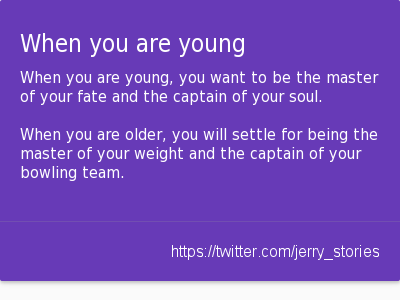 When you are young
When you are young, you want to be the master
of your fate and the captain of your soul.
When you are older, you will settle for being the
master of your weight and the captain of your
bowling team.
https://twitter.com/jerry_stories